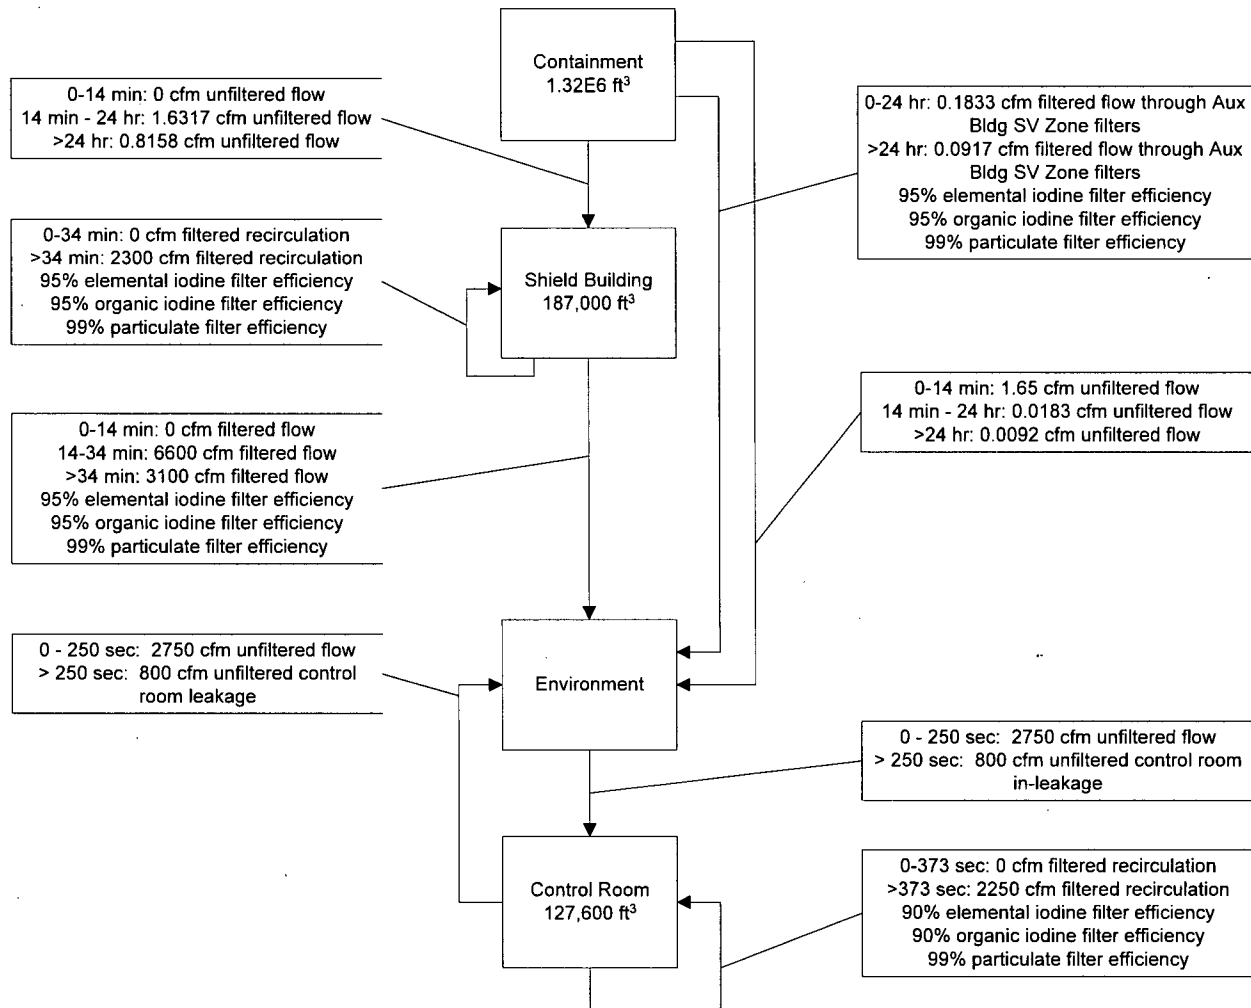 Containment
1.32E6 ft³
0-14 min: 0 cfm unfiltered flow
14 min - 24 hr: 1.6317 cfm unfiltered flow
>24 hr: 0.8158 cfm unfiltered flow
0-24 hr: 0.1833 cfm filtered flow through Aux
Bldg SV Zone filters
>24 hr: 0.0917 cfm filtered flow through Aux
Bldg SV Zone filters
95% elemental iodine filter efficiency
95% organic iodine filter efficiency
99% particulate filter efficiency
0-34 min: 0 cfm filtered recirculation
>34 min: 2300 cfm filtered recirculation
95% elemental iodine filter efficiency
95% organic iodine filter efficiency
99% particulate filter efficiency
Shield Building
187,000 ft³
0-14 min: 1.65 cfm unfiltered flow
14 min - 24 hr: 0.0183 cfm unfiltered flow
>24 hr: 0.0092 cfm unfiltered flow
0-14 min: 0 cfm filtered flow
14-34 min: 6600 cfm filtered flow
>34 min: 3100 cfm filtered flow
95% elemental iodine filter efficiency
95% organic iodine filter efficiency
99% particulate filter efficiency
0 - 250 sec: 2750 cfm unfiltered flow
> 250 sec: 800 cfm unfiltered control
room leakage
Environment
0 - 250 sec: 2750 cfm unfiltered flow
> 250 sec: 800 cfm unfiltered control room
in-leakage
Control Room
127,600 ft³
0-373 sec: 0 cfm filtered recirculation
>373 sec: 2250 cfm filtered recirculation
90% elemental iodine filter efficiency
90% organic iodine filter efficiency
99% particulate filter efficiency